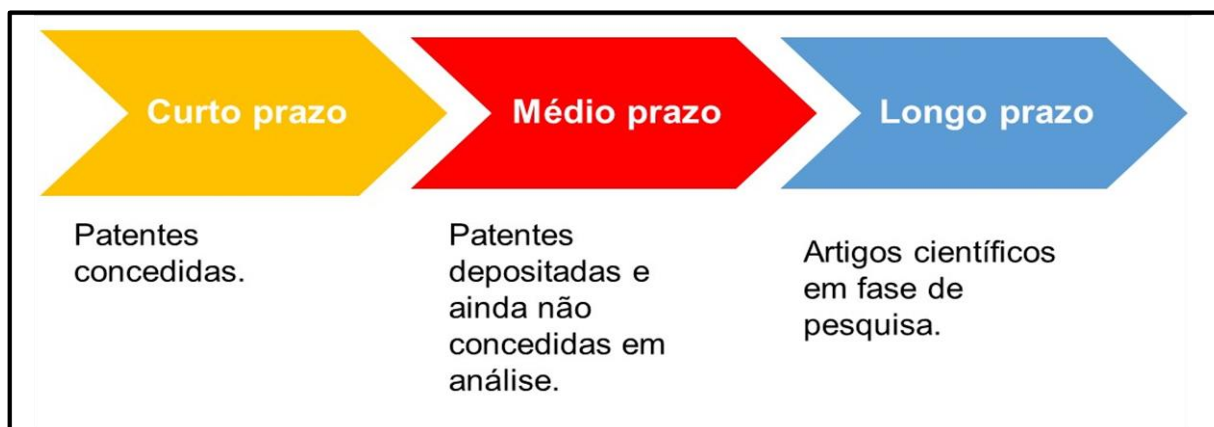 Curto prazo
Médio prazo
Longo prazo
Patentes
concedidas.
Patentes
depositadas e
ainda não
concedidas em
análise.
Artigos científicos
em fase de
pesquisa.